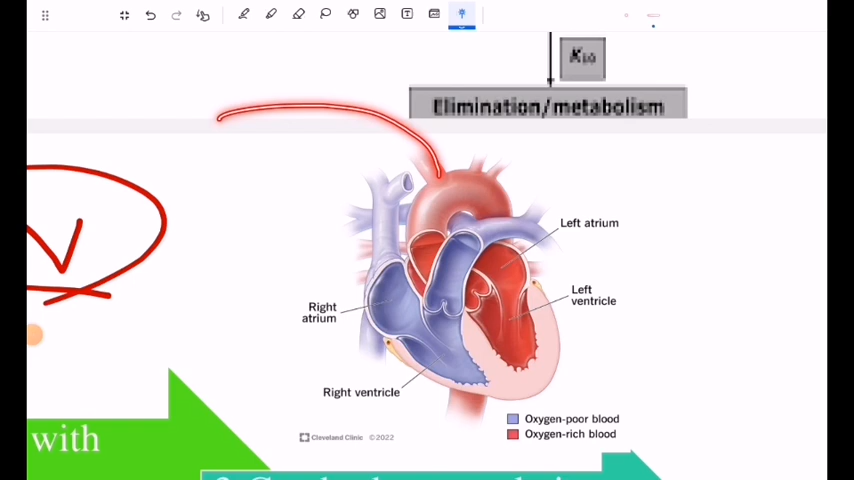 K₁₀
Elimination/metabolism
V
Left atrium
Left
ventricle
Right
atrium
Right ventricle
Oxygen-poor blood
Oxygen-rich blood
Cleveland Clinic ©2022
with